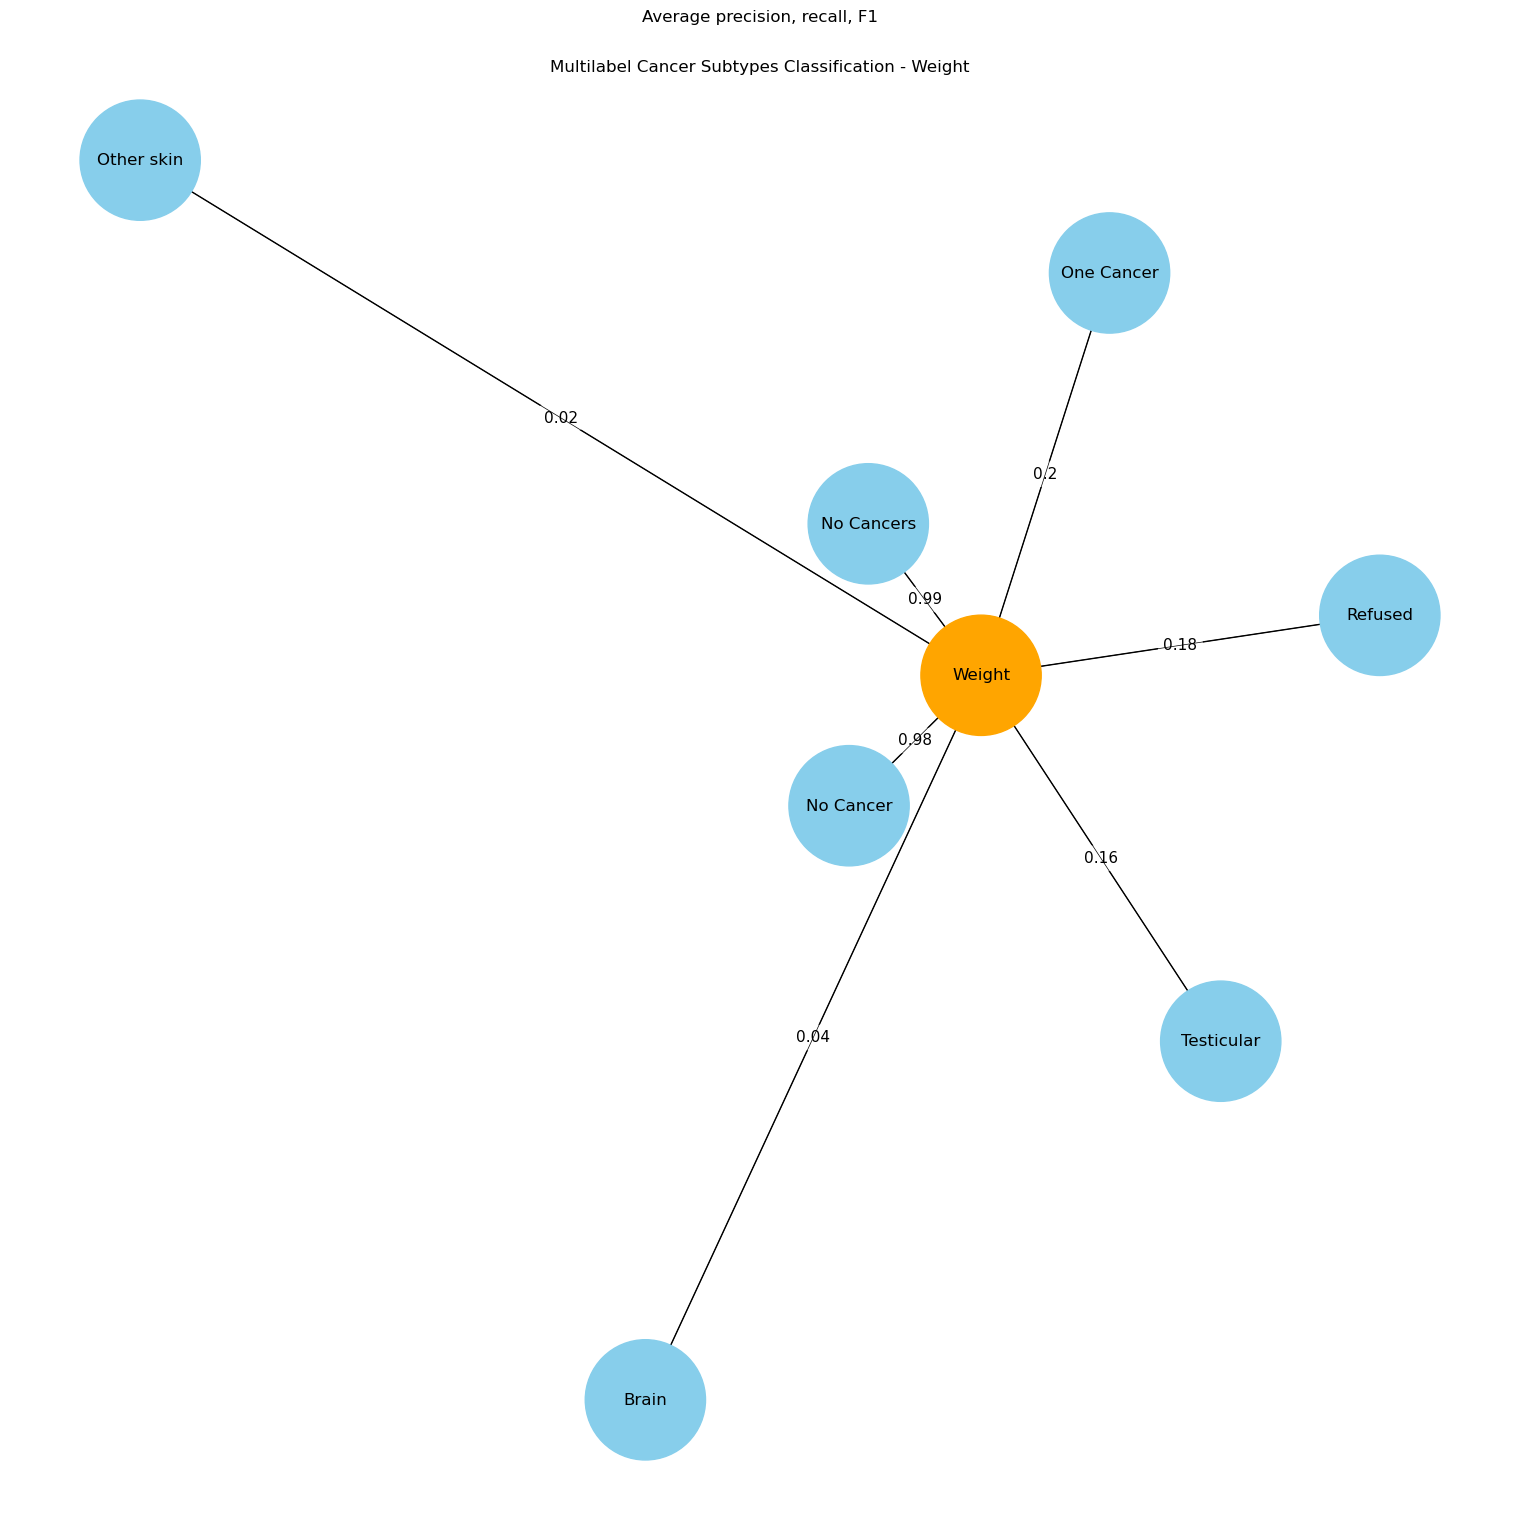 Average precision, recall, F1
Multilabel Cancer Subtypes Classification - Weight
Other skin
One Cancer
0.02
0.2
No Cancers
0.99
Refused
0.18
Weight
0.98
No Cancer
0.16
0.04
Testicular
Brain